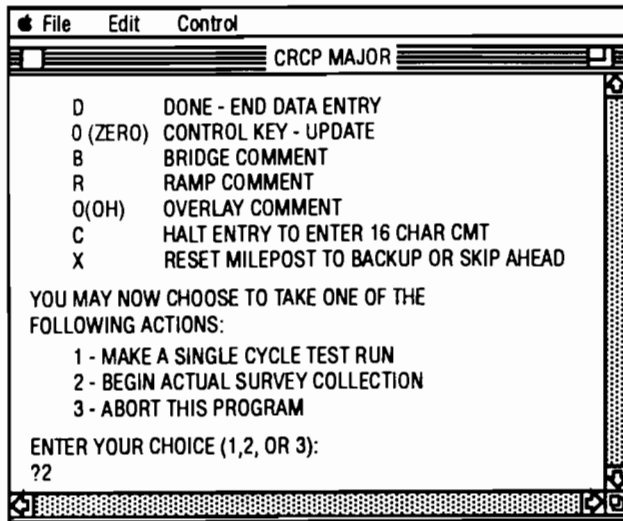 File Edit Control
CRCP MAJOR
D DONE - END DATA ENTRY
0 (ZERO) CONTROL KEY - UPDATE
B BRIDGE COMMENT
R RAMP COMMENT
O(OH) OVERLAY COMMENT
C HALT ENTRY TO ENTER 16 CHAR CMT
X RESET MILEPOST TO BACKUP OR SKIP AHEAD
YOU MAY NOW CHOOSE TO TAKE ONE OF THE
FOLLOWING ACTIONS:
1 - MAKE A SINGLE CYCLE TEST RUN
2 - BEGIN ACTUAL SURVEY COLLECTION
3 - ABORT THIS PROGRAM
ENTER YOUR CHOICE (1,2, OR 3):
?2